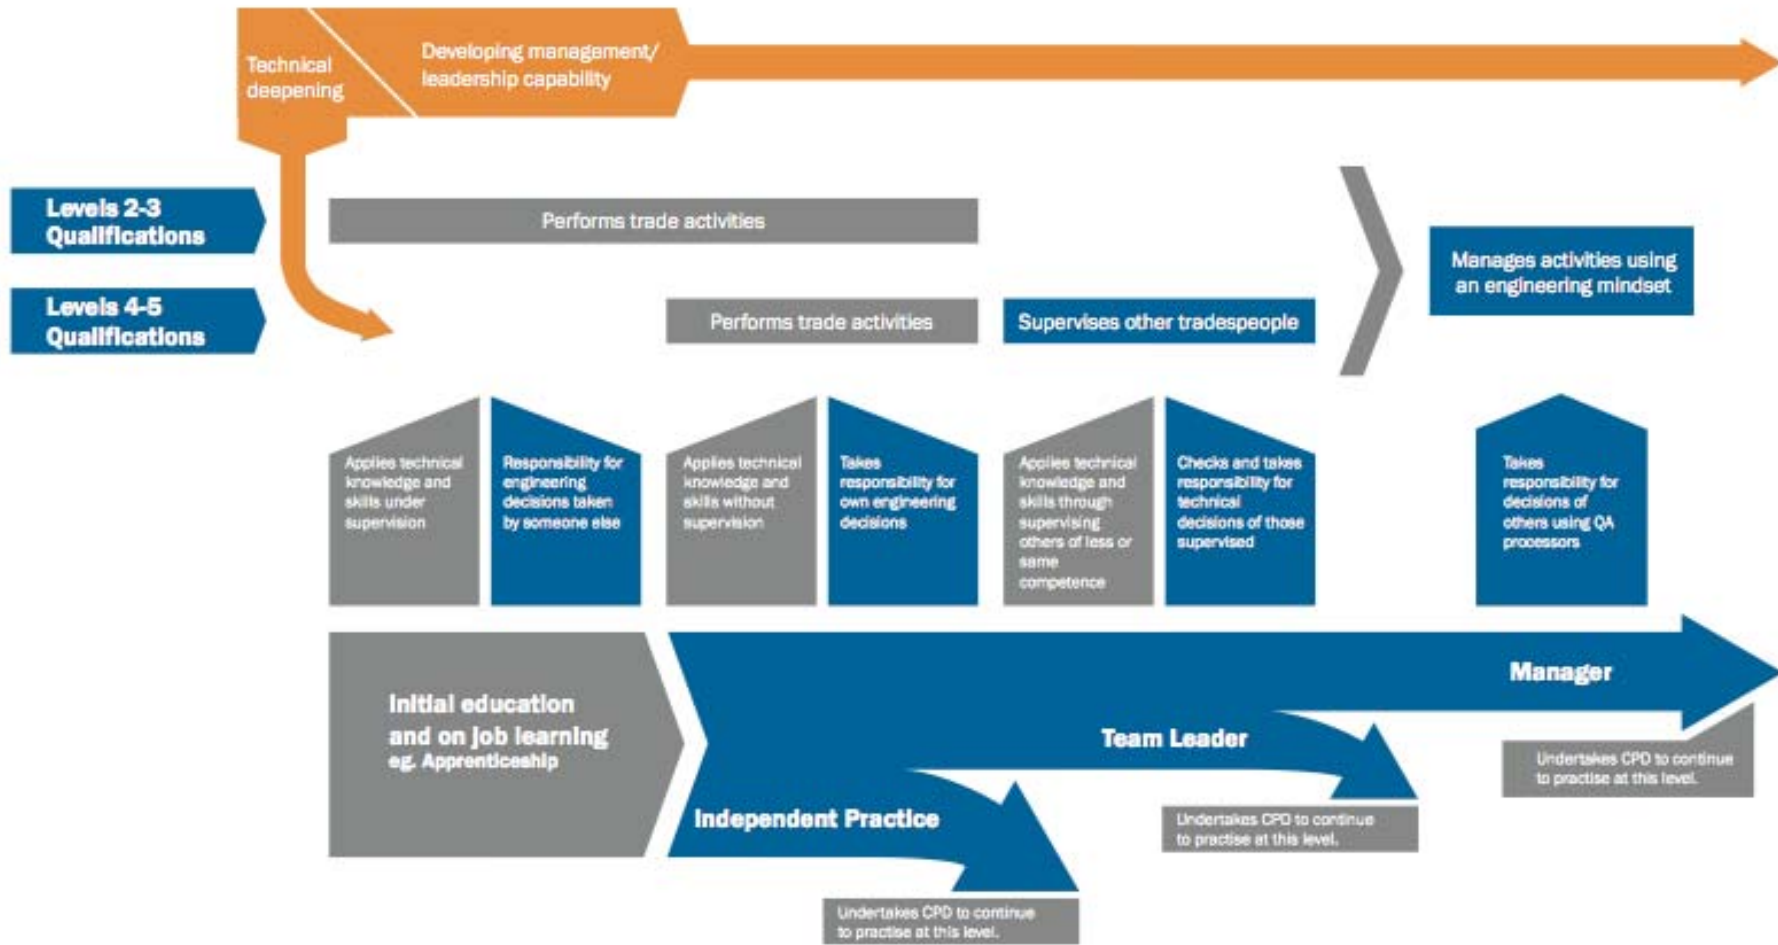 Technical
deepening
Developing management/
leadership capability
Levels 2-3
Qualifications
Performs trade activities
Manages activities using
an engineering mindset
Levels 4-5
Qualifications
Performs trade activities
Supervises other tradespeople
Applies technical
knowledge and
skills under
supervision
Responsibility for
engineering
decisions taken
by someone else
Applies technical
knowledge and
skills without
supervision
Takes
responsibility for
own engineering
decisions
Applies technical
knowledge and
skills through
supervising
others of less or
same
competence
Checks and takes
responsibility for
technical
decisions of those
supervised
Takes
responsibility for
decisions of
others using QA
processors
Initial education
and on job learning
eg. Apprenticeship
Manager
Team Leader
Independent Practice
Undertakes CPD to continue
to practise at this level.
Undertakes CPD to continue
to practise at this level.
Undertakes CPD to continue
to practise at this level.